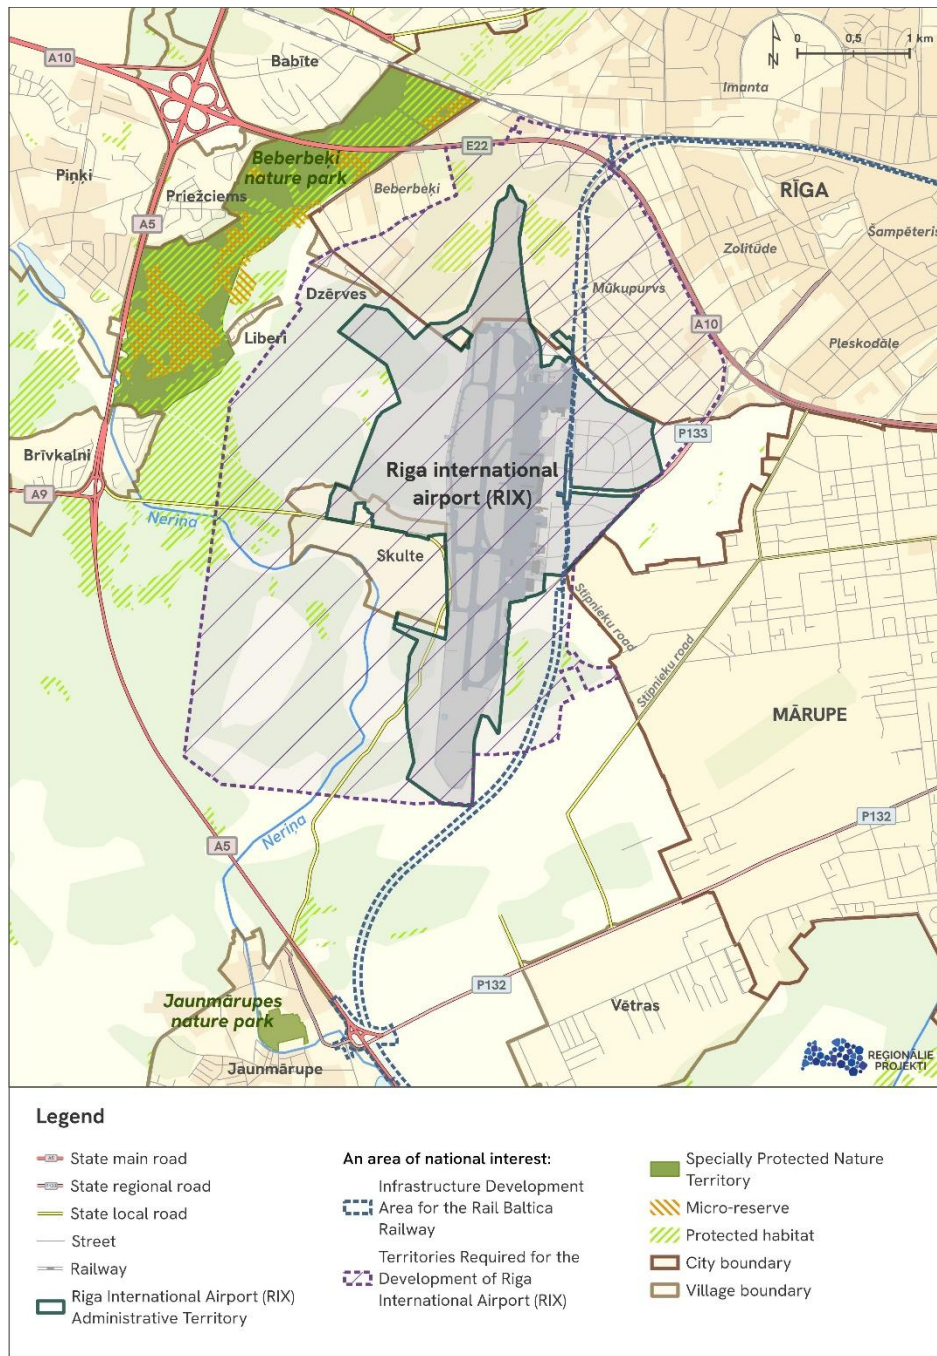 A10
Babīte
N
0 0,5 1 km
Imanta
Beberbeķi
nature park
E22
Piņķi
Priežciems
Beberbeķi
RĪGA
A5
Šampēteris
Zolitūde
Dzērves
Mūkupurvs
Liberi
A10
Pleskodāle
Brīvkalni
P133
Riga international
airport (RIX)
A9
Neriņa
Skulte
Stīpnieku road
Stīpnieku road
MĀRUPE
Neriņa
A5
P132
P132
Vētras
Jaunmārupes
nature park
Jaunmārupe
REGIONĀLIE
PROJEKTI
Legend
State main road
State regional road
State local road
Street
Railway
Riga International Airport (RIX)
Administrative Territory
An area of national interest:
Infrastructure Development
Area for the Rail Baltica
Railway
Territories Required for the
Development of Riga
International Airport (RIX)
Specially Protected Nature
Territory
Micro-reserve
Protected habitat
City boundary
Village boundary